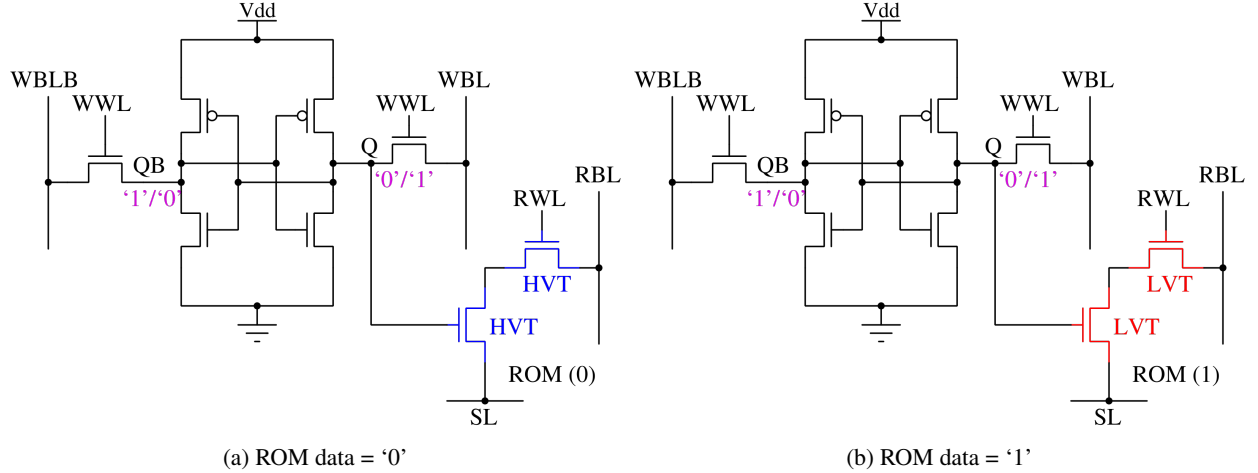 Vdd
WBLB
WWL
WWL
WBL
QB
Q
‘1’/‘0’
‘0’/‘1’
RWL
RBL
HVT
HVT
ROM (0)
SL
(a) ROM data = ‘0’
Vdd
WBLB
WWL
WWL
WBL
QB
Q
‘1’/‘0’
‘0’/‘1’
RWL
RBL
LVT
LVT
ROM (1)
SL
(b) ROM data = ‘1’